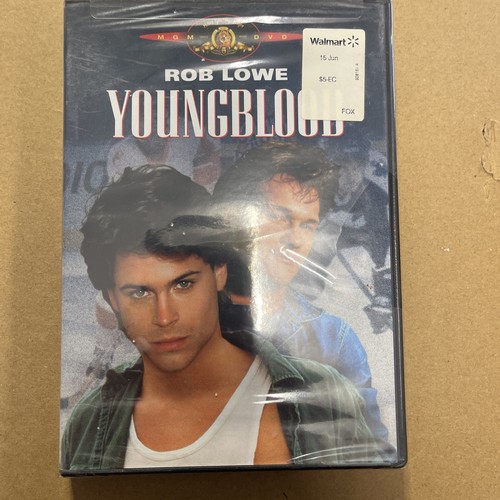 MGM DVD
Walmart
15 Jun
$5-EC
FOX
ROB LOWE
YOUNGBLOOD